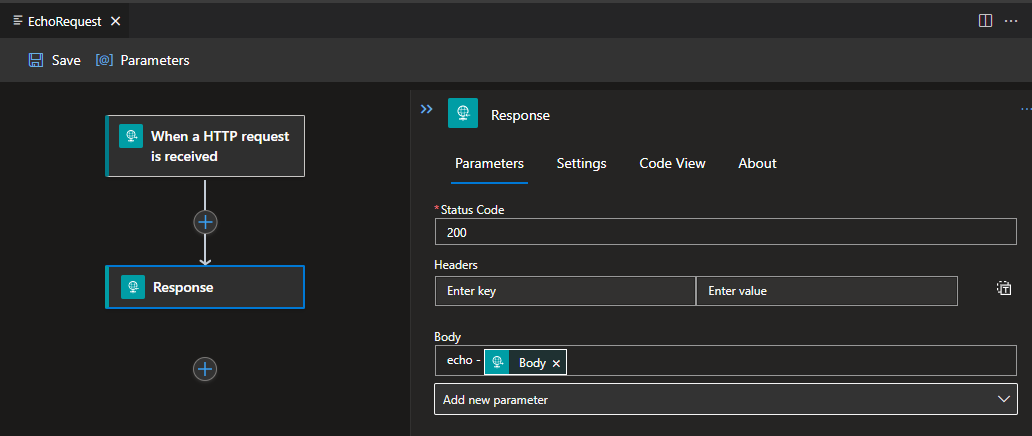 EchoRequest
Save
[@] Parameters
When a HTTP request
is received
Response
Response
Parameters
Settings
Code View
About
*Status Code
200
Headers
Enter key
Enter value
Body
echo - Body
Add new parameter